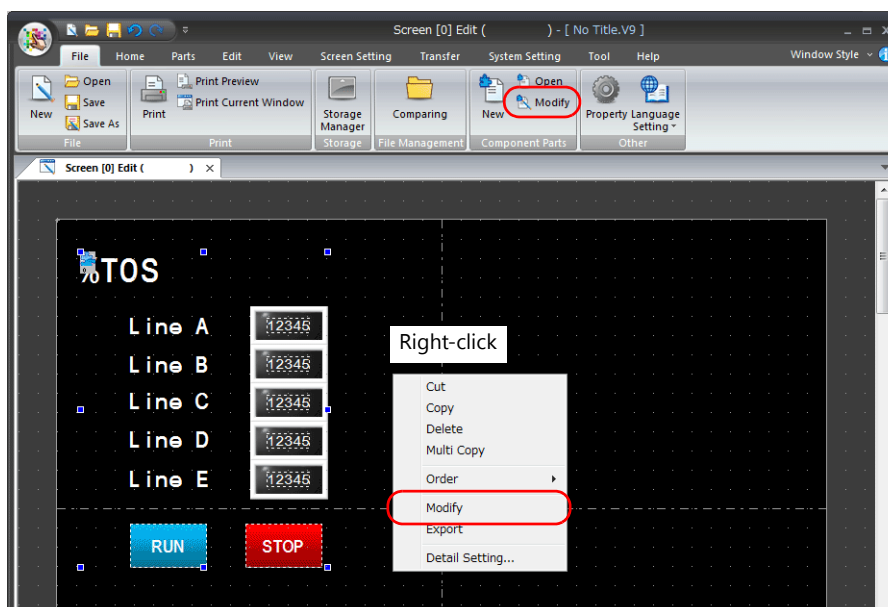 Screen [0] Edit ( ) - [ No Title.V9 ]
File Home Parts Edit View Screen Setting Transfer System Setting Tool Help Window Style
New
Open
Save
Save As
File
Print
Print Preview
Print Current Window
Print
Storage Manager
Storage
Comparing
File Management
New
Open
Modify
Component Parts
Property
Language Setting
Other
Screen [0] Edit ( )
%TOS
Line A 12345
Line B 12345
Line C 12345
Line D 12345
Line E 12345
RUN STOP
Right-click
Cut
Copy
Delete
Multi Copy
Order
Modify
Export
Detail Setting...